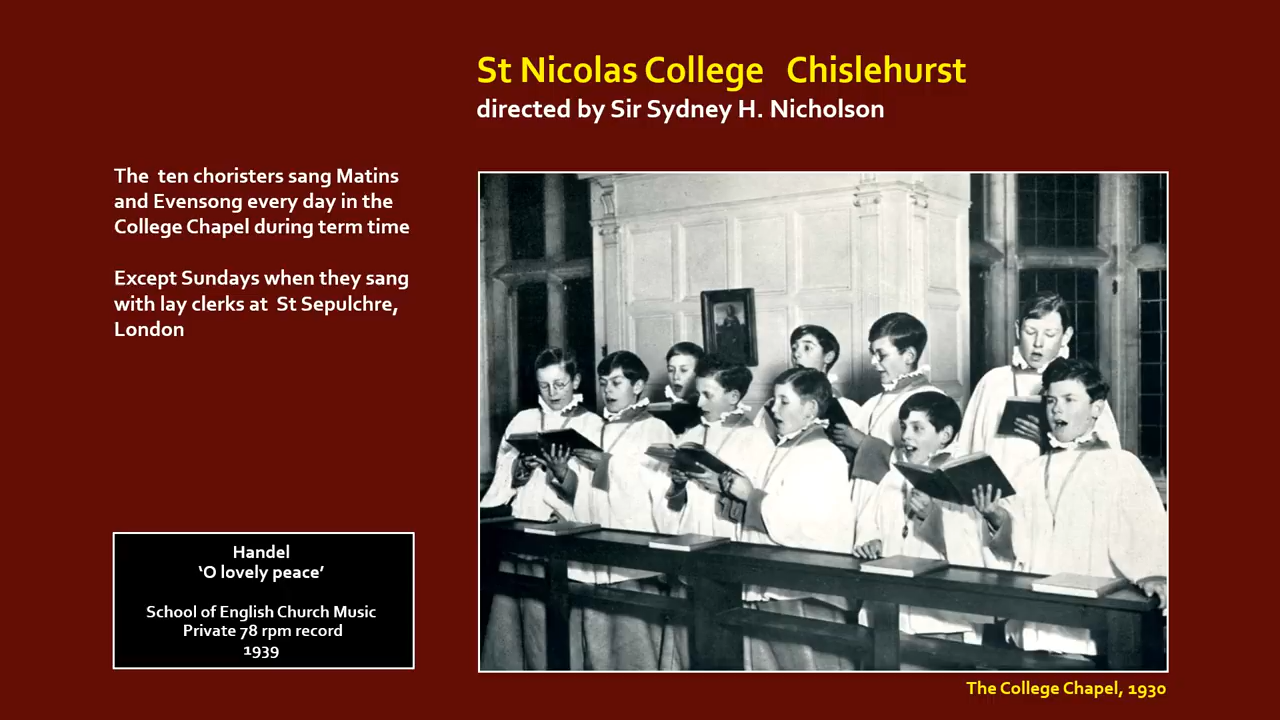 St Nicolas College Chislehurst
directed by Sir Sydney H. Nicholson
The ten choristers sang Matins
and Evensong every day in the
College Chapel during term time
Except Sundays when they sang
with lay clerks at St Sepulchre,
London
Handel
‘O lovely peace’
School of English Church Music
Private 78 rpm record
1939
The College Chapel, 1930